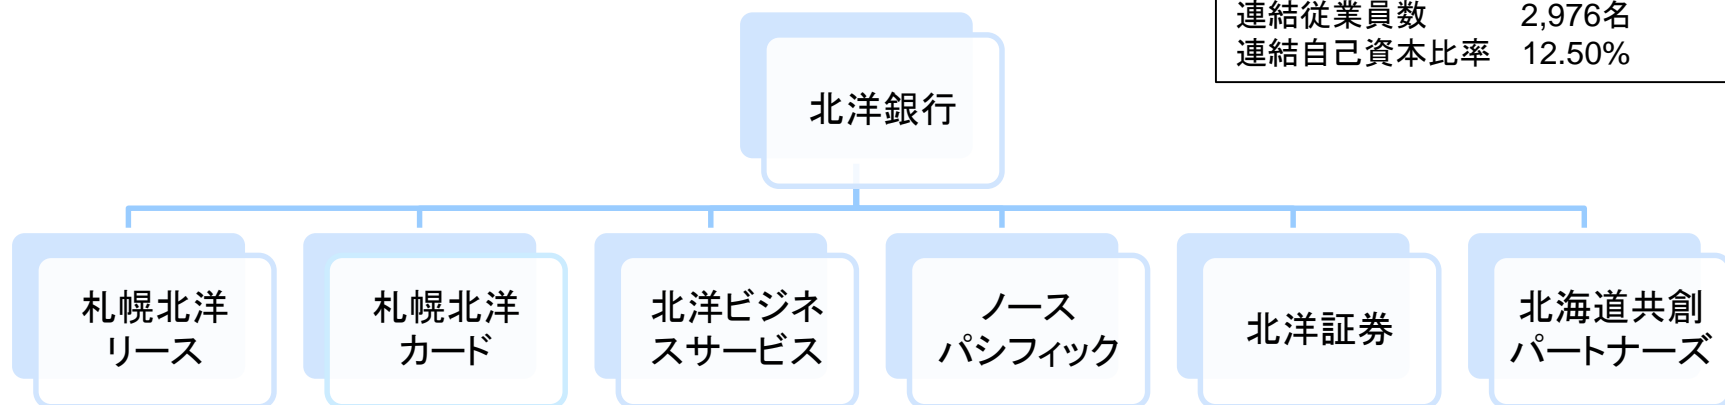 連結従業員数 2,976名
連結自己資本比率 12.50%
北洋銀行
札幌北洋
リース
札幌北洋
カード
北洋ビジネ
スサービス
ノース
パシフィック
北洋証券
北海道共創
パートナーズ